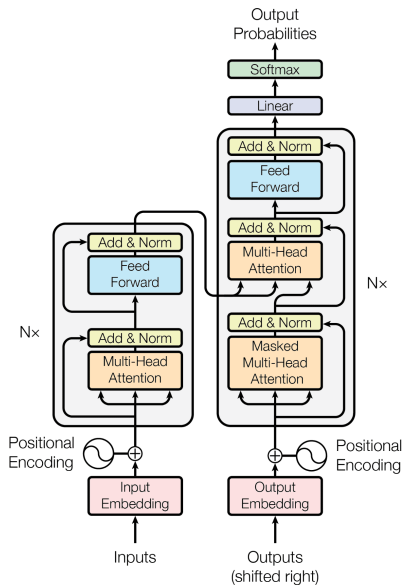 Output
Probabilities
Softmax
Linear
Add & Norm
Feed
Forward
Add & Norm
Multi-Head
Attention
Add & Norm
Masked
Multi-Head
Attention
N×
Add & Norm
Feed
Forward
N×
Add & Norm
Multi-Head
Attention
Positional
Encoding
Positional
Encoding
Input
Embedding
Output
Embedding
Inputs
Outputs
(shifted right)